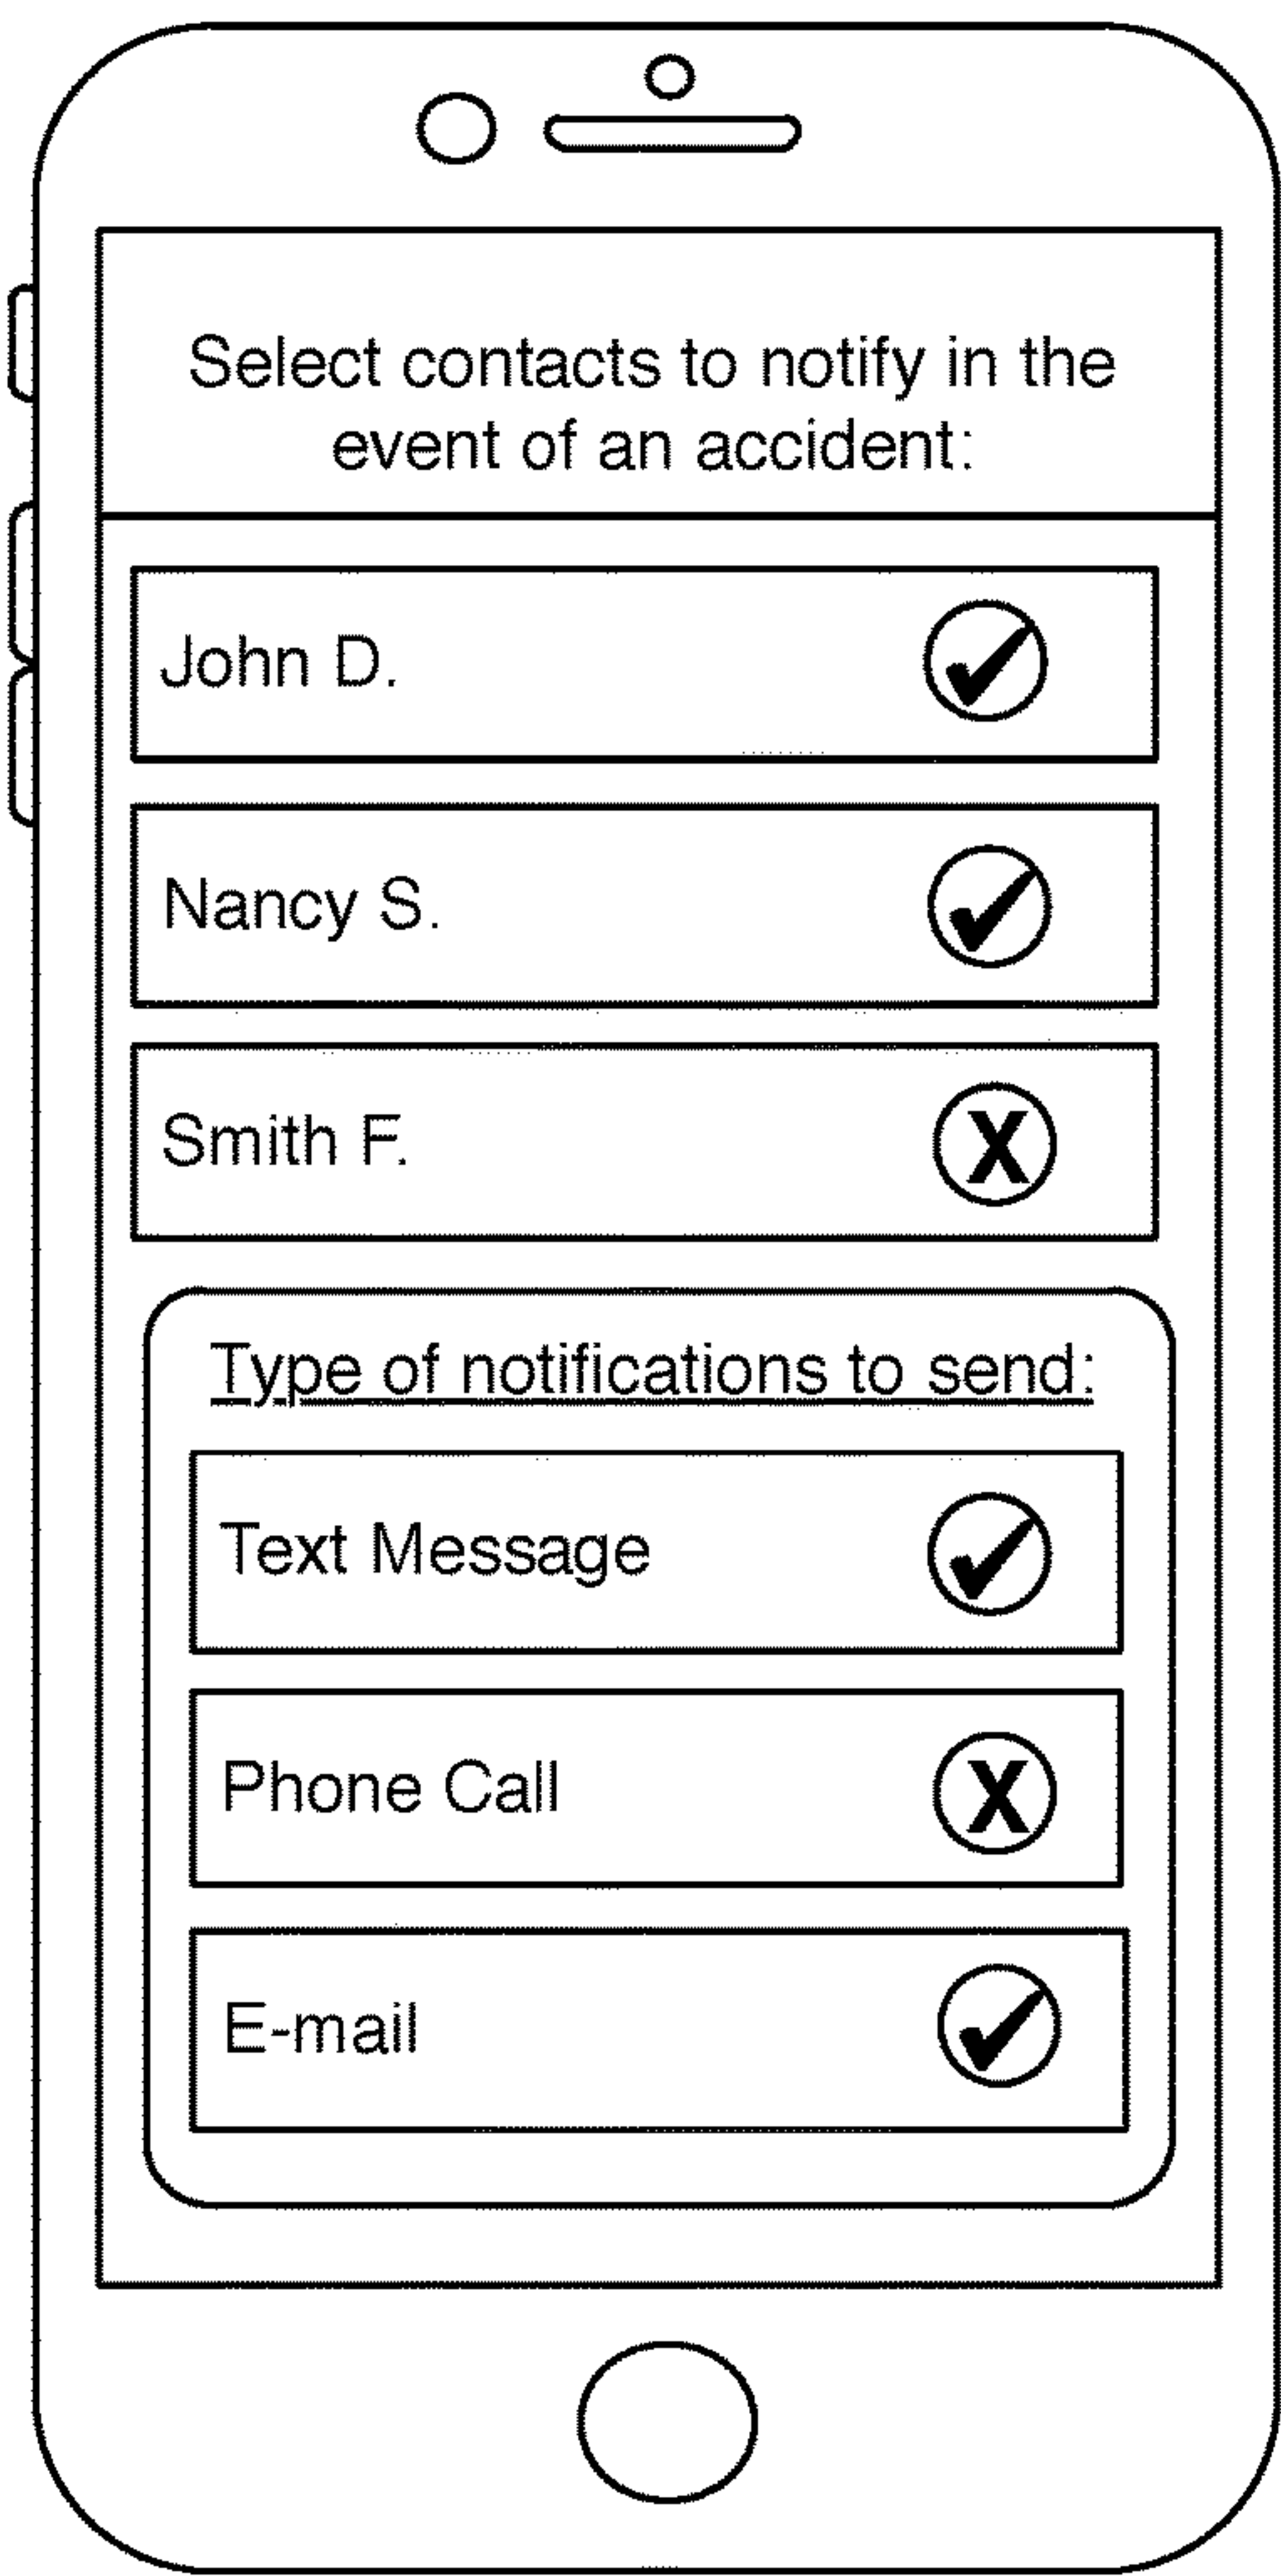 Select contacts to notify in the
event of an accident:
John D.
Nancy S.
Smith F.
Type of notifications to send:
Text Message
Phone Call
E-mail